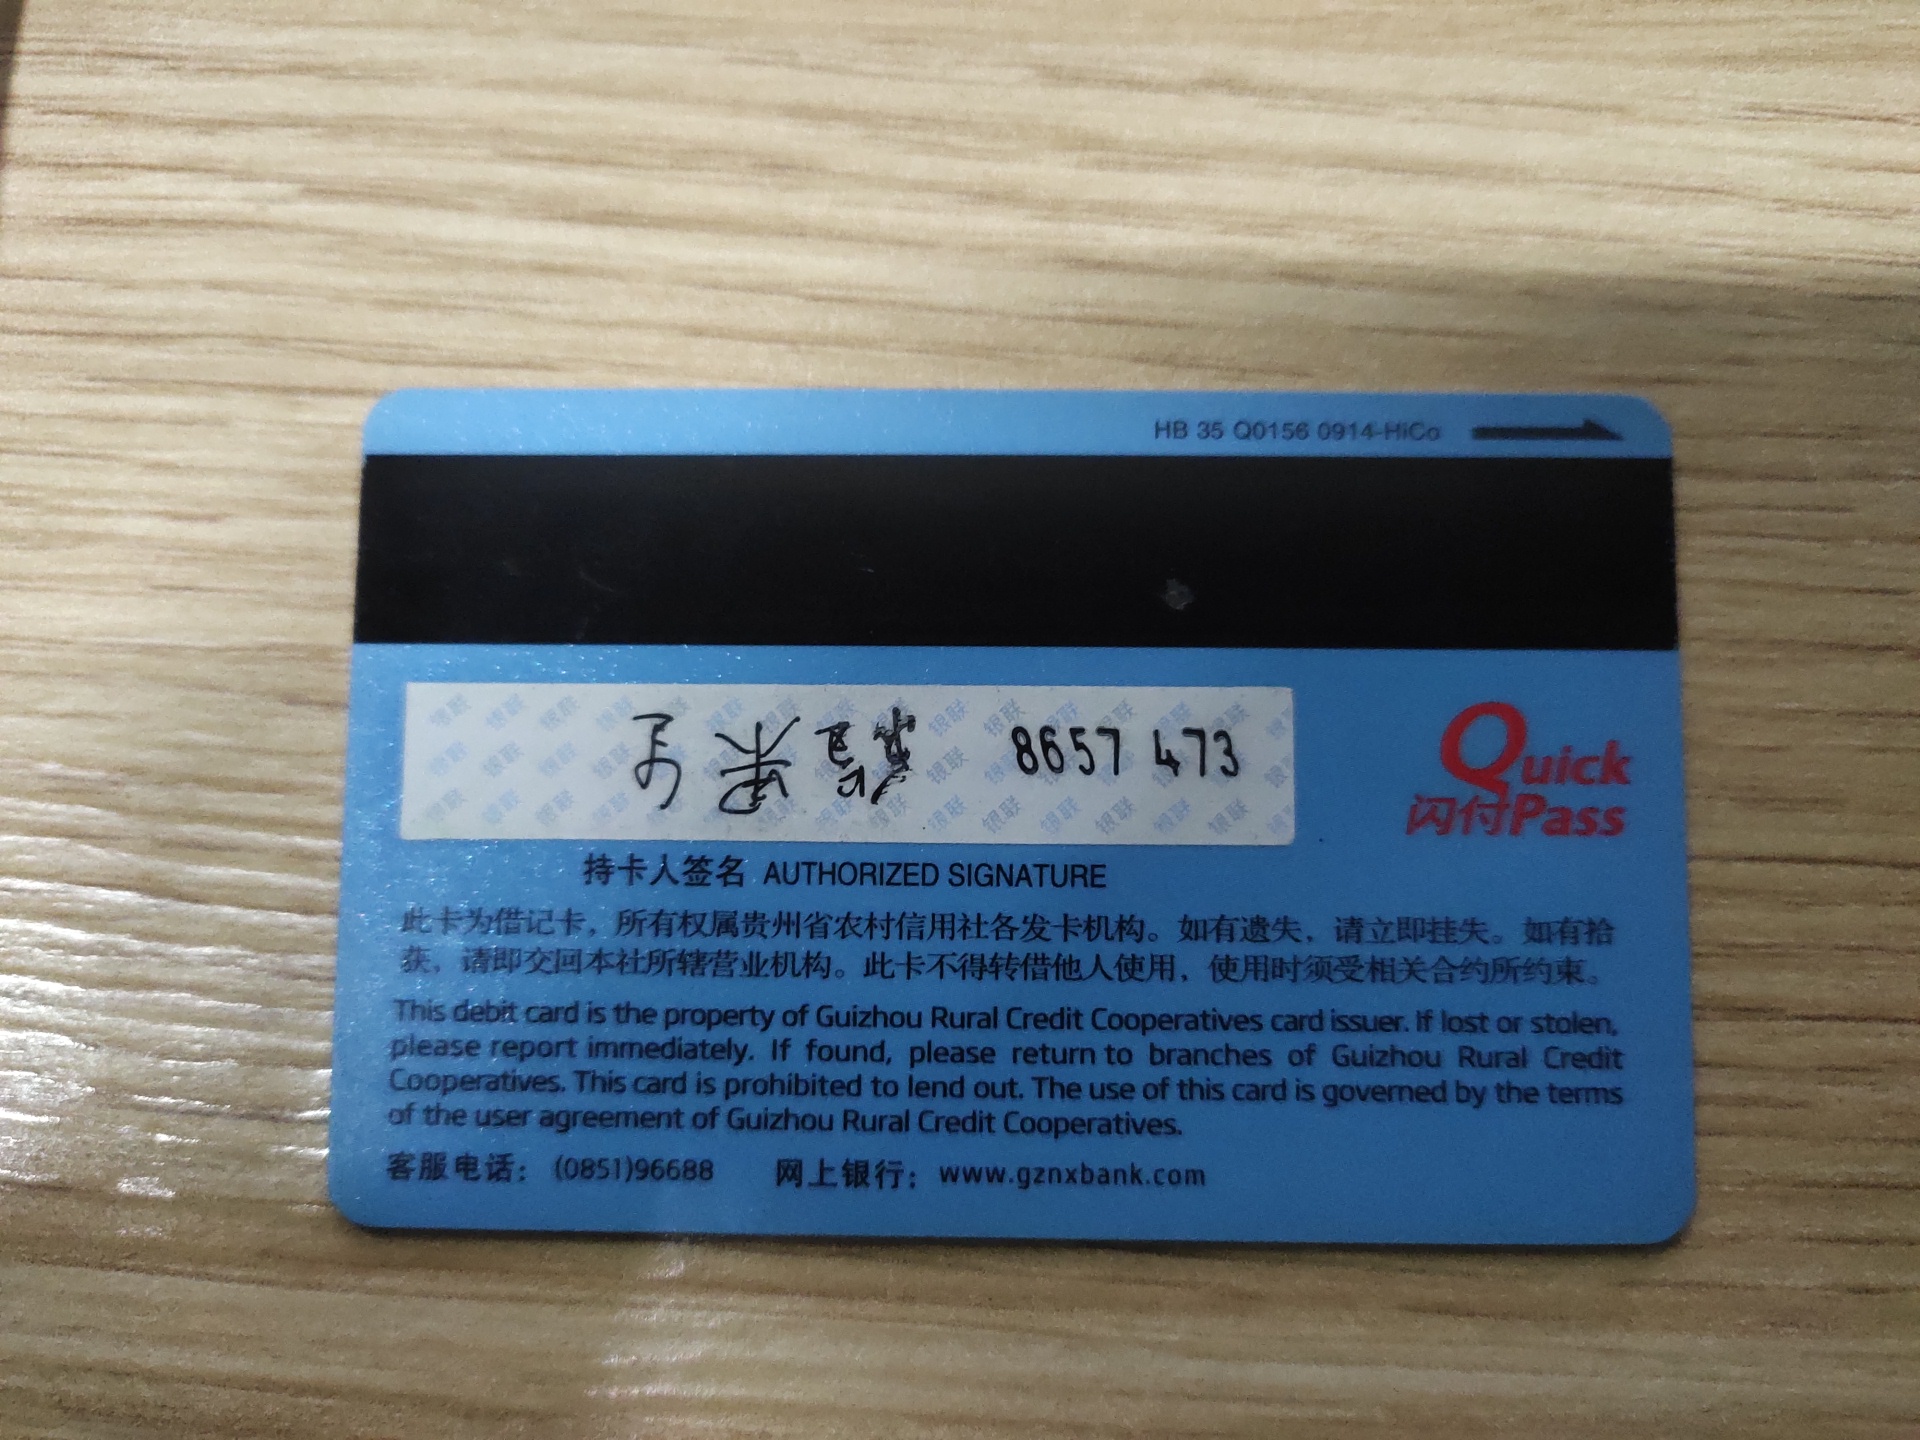 HB 35 Q0156 0914-HiCo
8657 473
Quick
闪付Pass
持卡人签名 AUTHORIZED SIGNATURE
此卡为借记卡，所有权属贵州省农村信用社各发卡机构。如有遗失，请立即挂失。如有拾
获，请即交回本社所辖营业机构。此卡不得转借他人使用，使用时须受相关合约所约束。
This debit card is the property of Guizhou Rural Credit Cooperatives card issuer. If lost or stolen,
please report immediately. If found, please return to branches of Guizhou Rural Credit
Cooperatives. This card is prohibited to lend out. The use of this card is governed by the terms
of the user agreement of Guizhou Rural Credit Cooperatives.
客服电话：(0851)96688 网上银行：www.gznxbank.com